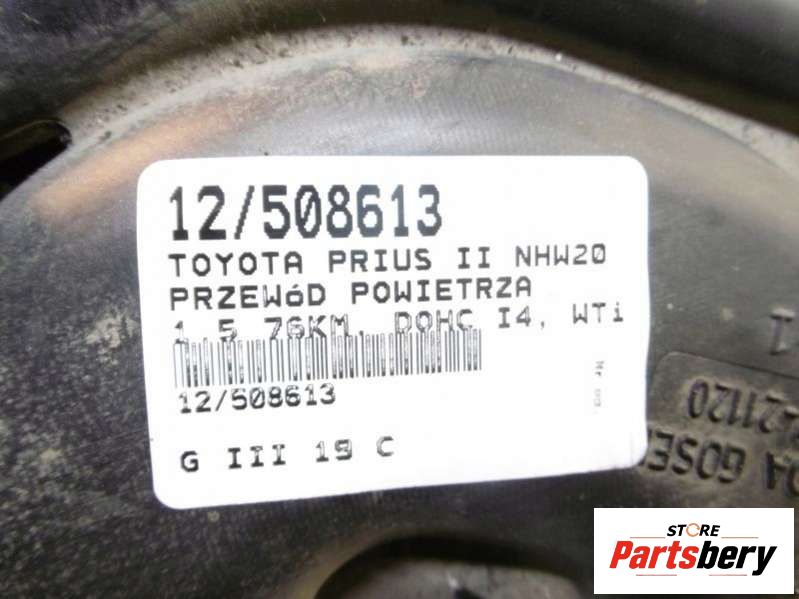 12/508613
TOYOTA PRIUS II NHW20
PRZEWóD POWIETRZA
1.5 76KM, DOHC I4, WTi
12/508613
G III 19 C
21120
STORE
Partsbery